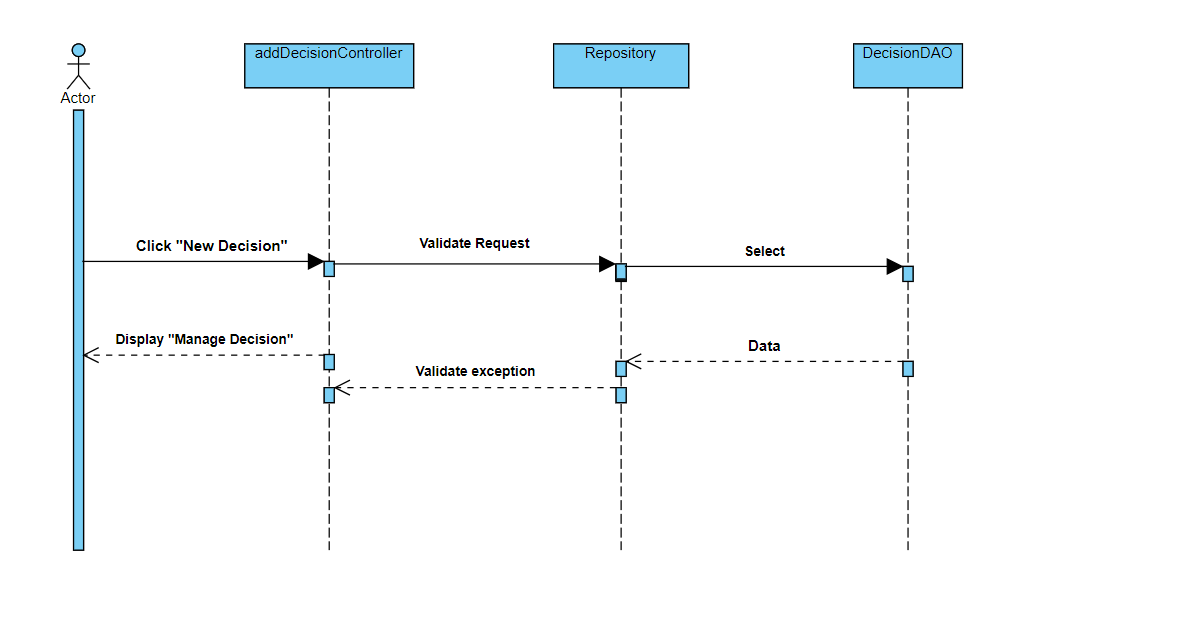 addDecisionController
Repository
DecisionDAO
Actor
Click "New Decision"
Validate Request
Select
Display "Manage Decision"
Data
Validate exception